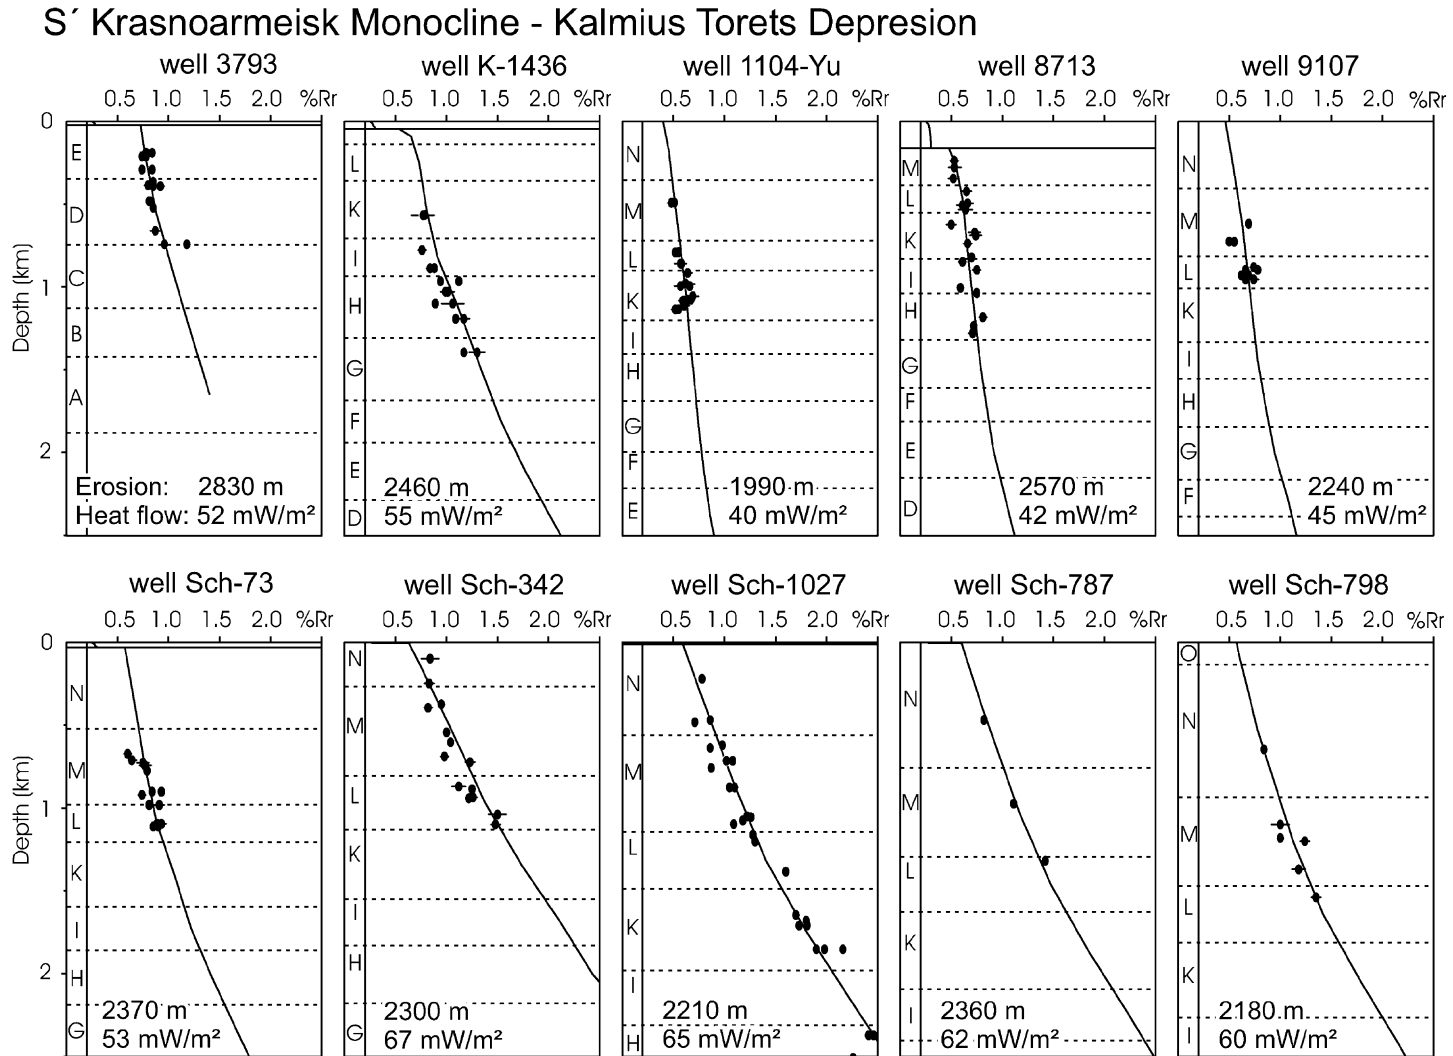 S´ Krasnoarmeisk Monocline - Kalmius Torets Depresion
well 3793 well K-1436 well 1104-Yu well 8713 well 9107
0.5 1.0 1.5 2.0 %Rr 0.5 1.0 1.5 2.0 %Rr 0.5 1.0 1.5 2.0 %Rr 0.5 1.0 1.5 2.0 %Rr 0.5 1.0 1.5 2.0 %Rr
0
1
2
Depth (km)
E
D
C
B
A
Erosion: 2830 m
Heat flow: 52 mW/m²
L
K
I
H
G
F
E
D
2460 m
55 mW/m²
N
M
L
K
I
H
G
F
E
1990 m
40 mW/m²
M
L
K
I
H
G
F
E
D
2570 m
42 mW/m²
N
M
L
K
I
H
G
F
2240 m
45 mW/m²
well Sch-73 well Sch-342 well Sch-1027 well Sch-787 well Sch-798
0.5 1.0 1.5 2.0 %Rr 0.5 1.0 1.5 2.0 %Rr 0.5 1.0 1.5 2.0 %Rr 0.5 1.0 1.5 2.0 %Rr 0.5 1.0 1.5 2.0 %Rr
0
1
2
Depth (km)
N
M
L
K
I
H
G
2370 m
53 mW/m²
N
M
L
K
I
H
G
2300 m
67 mW/m²
N
M
L
K
I
H
2210 m
65 mW/m²
N
M
L
K
I
2360 m
62 mW/m²
O
N
M
L
K
I
2180 m
60 mW/m²